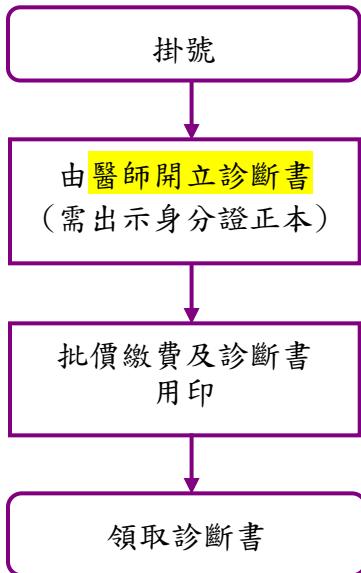 掛號
由醫師開立診斷書
（需出示身分證正本）
批價繳費及診斷書
用印
領取診斷書